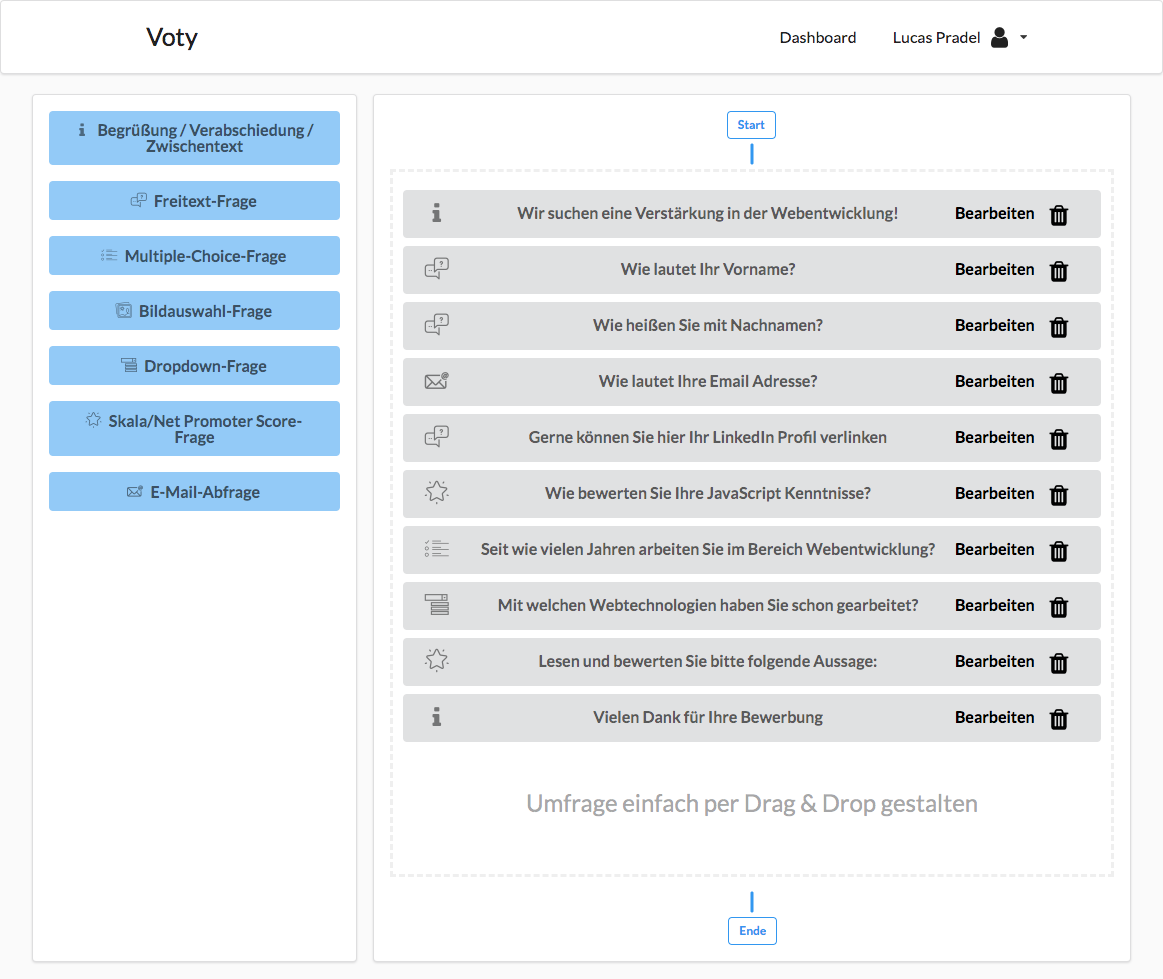 Voty
Dashboard
Lucas Pradel
Begrüßung / Verabschiedung /
Zwischentext
Freitext-Frage
Multiple-Choice-Frage
Bildauswahl-Frage
Dropdown-Frage
Skala/Net Promoter Score-
Frage
E-Mail-Abfrage
Start
Wir suchen eine Verstärkung in der Webentwicklung! Bearbeiten
Wie lautet Ihr Vorname? Bearbeiten
Wie heißen Sie mit Nachnamen? Bearbeiten
Wie lautet Ihre Email Adresse? Bearbeiten
Gerne können Sie hier Ihr LinkedIn Profil verlinken Bearbeiten
Wie bewerten Sie Ihre JavaScript Kenntnisse? Bearbeiten
Seit wie vielen Jahren arbeiten Sie im Bereich Webentwicklung? Bearbeiten
Mit welchen Webtechnologien haben Sie schon gearbeitet? Bearbeiten
Lesen und bewerten Sie bitte folgende Aussage: Bearbeiten
Vielen Dank für Ihre Bewerbung Bearbeiten
Umfrage einfach per Drag & Drop gestalten
Ende